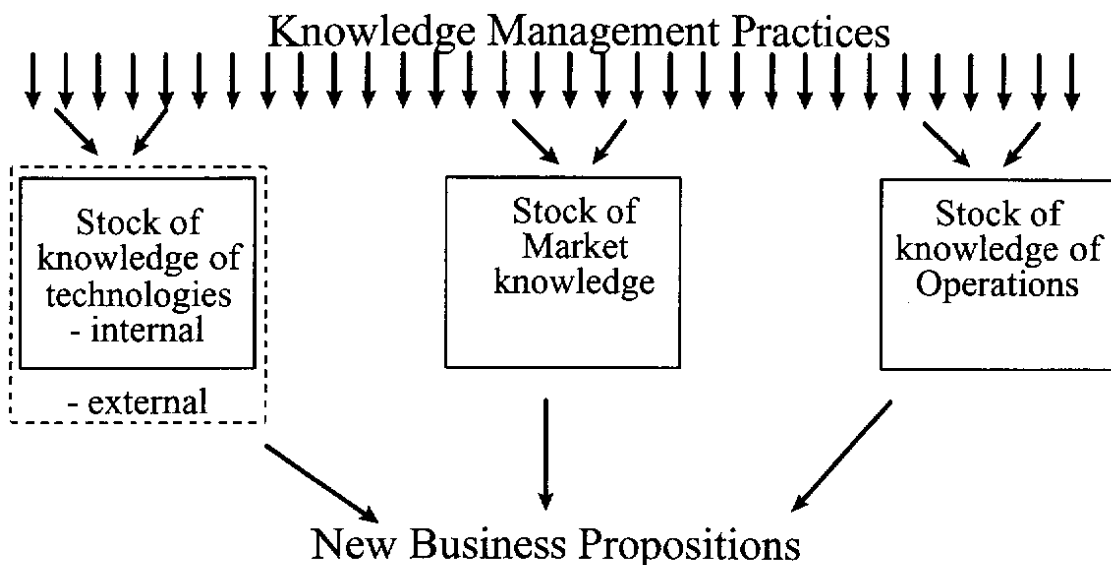 Knowledge Management Practices
Stock of
knowledge of
technologies
- internal
- external
Stock of
Market
knowledge
Stock of
knowledge of
Operations
New Business Propositions